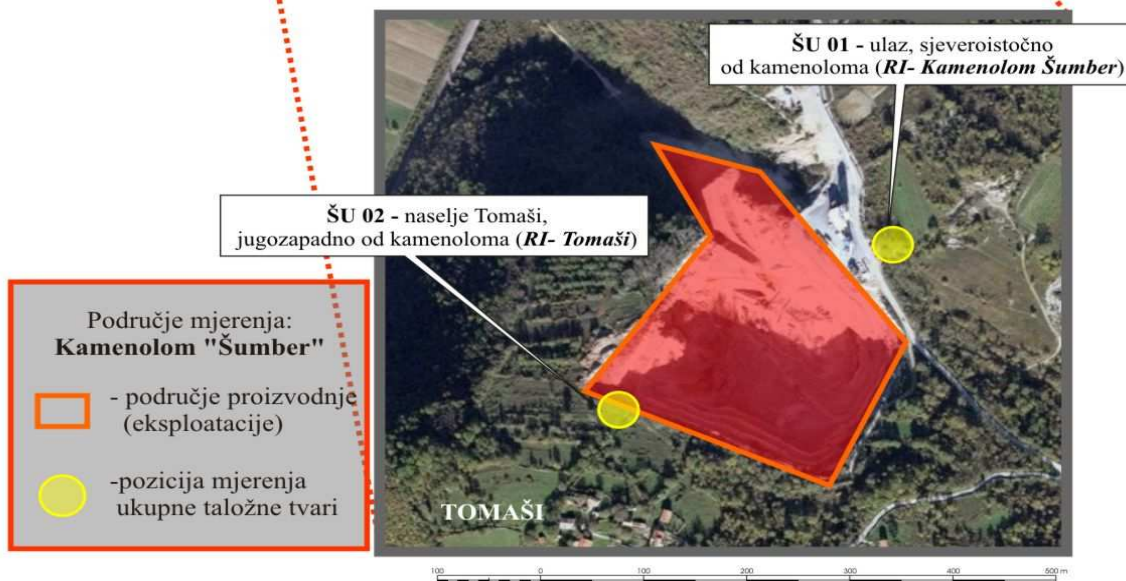 ŠU 01 - ulaz, sjeveroistočno
od kamenoloma (RI- Kamenolom Šumber)
ŠU 02 - naselje Tomaši,
jugozapadno od kamenoloma (RI- Tomaši)
Područje mjerenja:
Kamenolom "Šumber"
- područje proizvodnje
(eksploatacije)
-pozicija mjerenja
ukupne taložne tvari
TOMAŠI
100 0 100 200 300 400 500 m